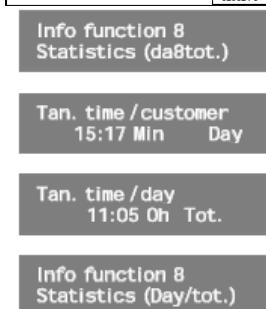 Info function 8
Statistics (da8tot.)
Tan. time / customer
15:17 Min Day
Tan. time / day
11:05 0h Tot.
Info function 8
Statistics (Day/tot.)